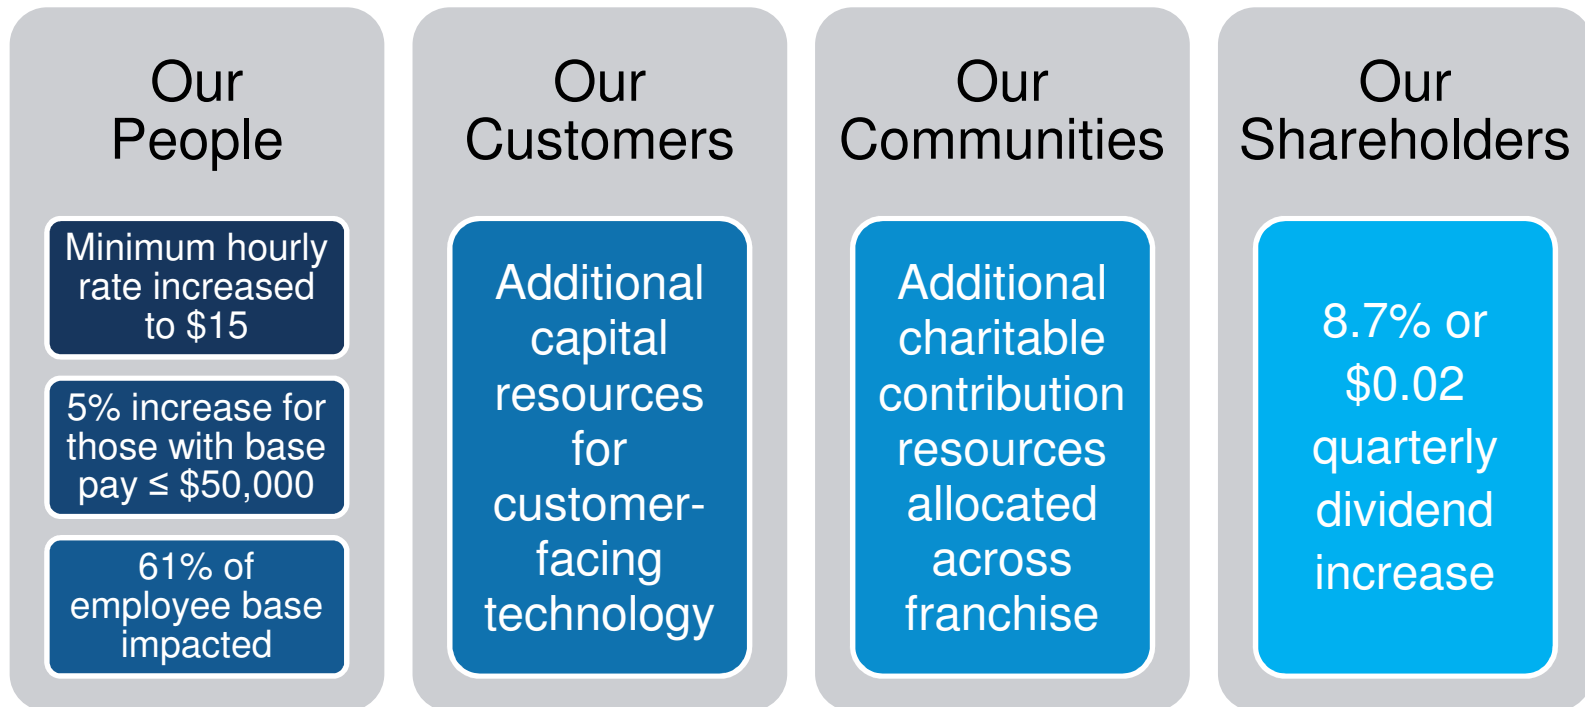 Our
People
Minimum hourly
rate increased
to $15
5% increase for
those with base
pay ≤ $50,000
61% of
employee base
impacted
Our
Customers
Additional
capital
resources
for
customer-
facing
technology
Our
Communities
Additional
charitable
contribution
resources
allocated
across
franchise
Our
Shareholders
8.7% or
$0.02
quarterly
dividend
increase